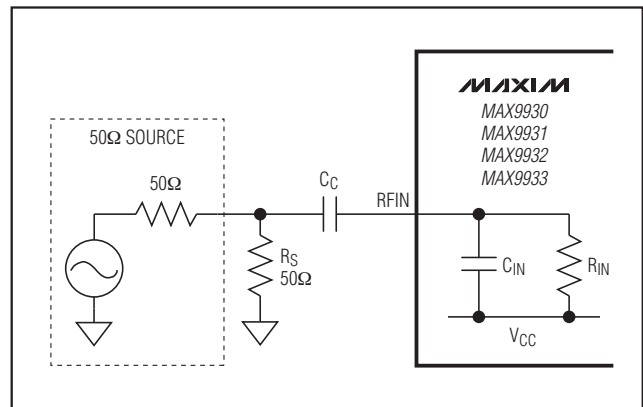 MAXIM
MAX9930
MAX9931
MAX9932
MAX9933
50Ω SOURCE
50Ω
CC
RFIN
RS
50Ω
CIN
RIN
VCC